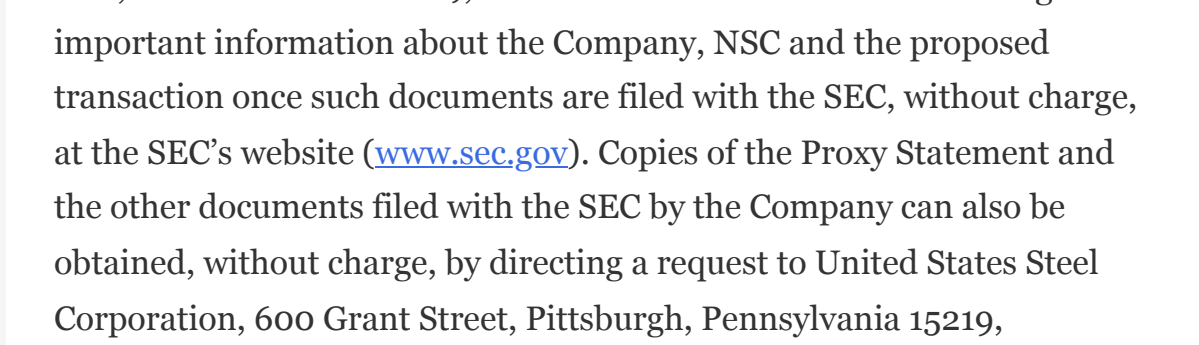 important information about the Company, NSC and the proposed
transaction once such documents are filed with the SEC, without charge,
at the SEC’s website (www.sec.gov). Copies of the Proxy Statement and
the other documents filed with the SEC by the Company can also be
obtained, without charge, by directing a request to United States Steel
Corporation, 600 Grant Street, Pittsburgh, Pennsylvania 15219,